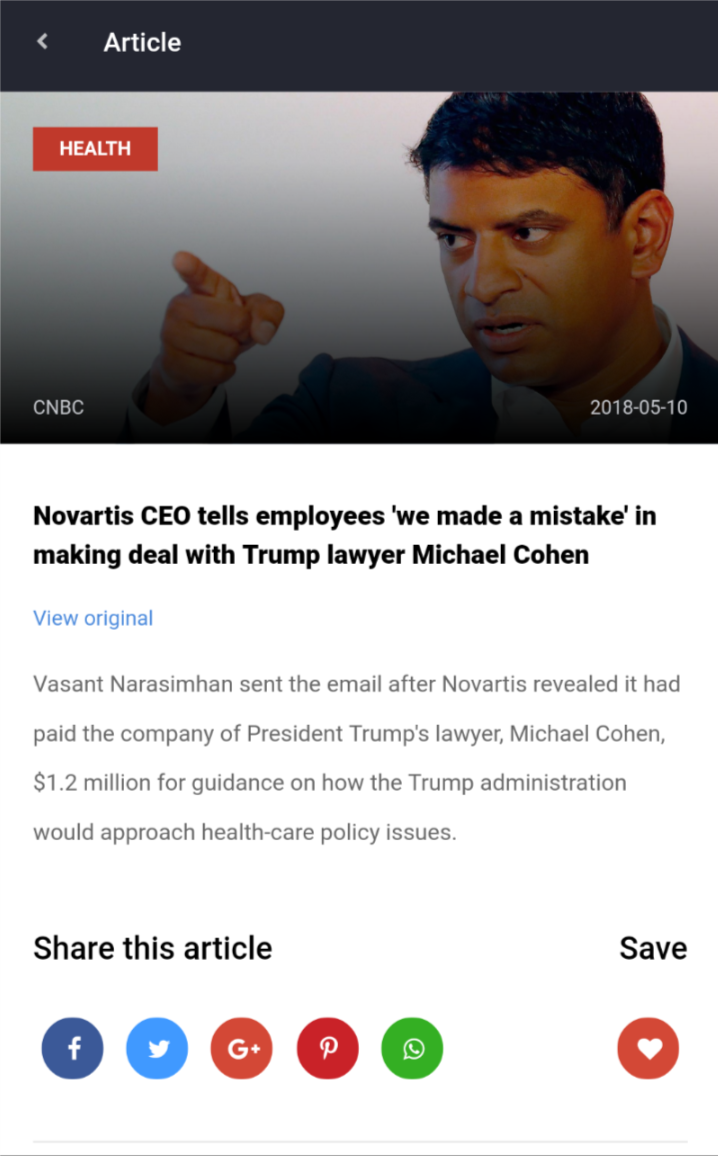 Article
HEALTH
CNBC
2018-05-10
Novartis CEO tells employees 'we made a mistake' in
making deal with Trump lawyer Michael Cohen
View original
Vasant Narasimhan sent the email after Novartis revealed it had
paid the company of President Trump's lawyer, Michael Cohen,
$1.2 million for guidance on how the Trump administration
would approach health-care policy issues.
Share this article
Save
f
G+